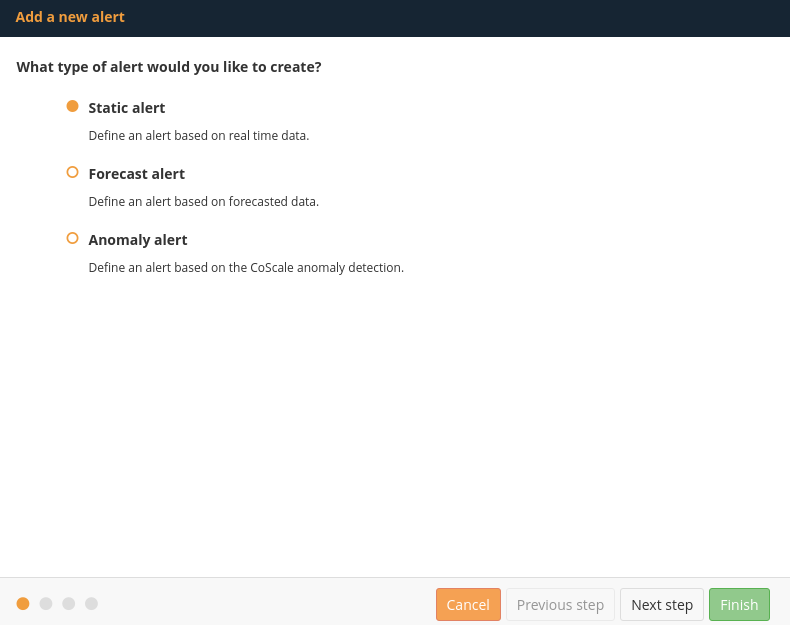 Add a new alert
What type of alert would you like to create?
Static alert
Define an alert based on real time data.
Forecast alert
Define an alert based on forecasted data.
Anomaly alert
Define an alert based on the CoScale anomaly detection.
Cancel Previous step Next step Finish